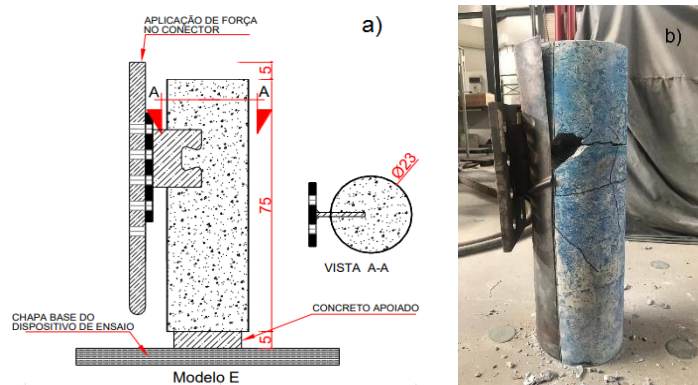 APLICAÇÃO DE FORÇA
NO CONECTOR
a)
5
A
A
Ø23
75
VISTA A-A
CONCRETO APOIADO
CHAPA BASE DO
DISPOSITIVO DE ENSAIO
5
Modelo E
b)